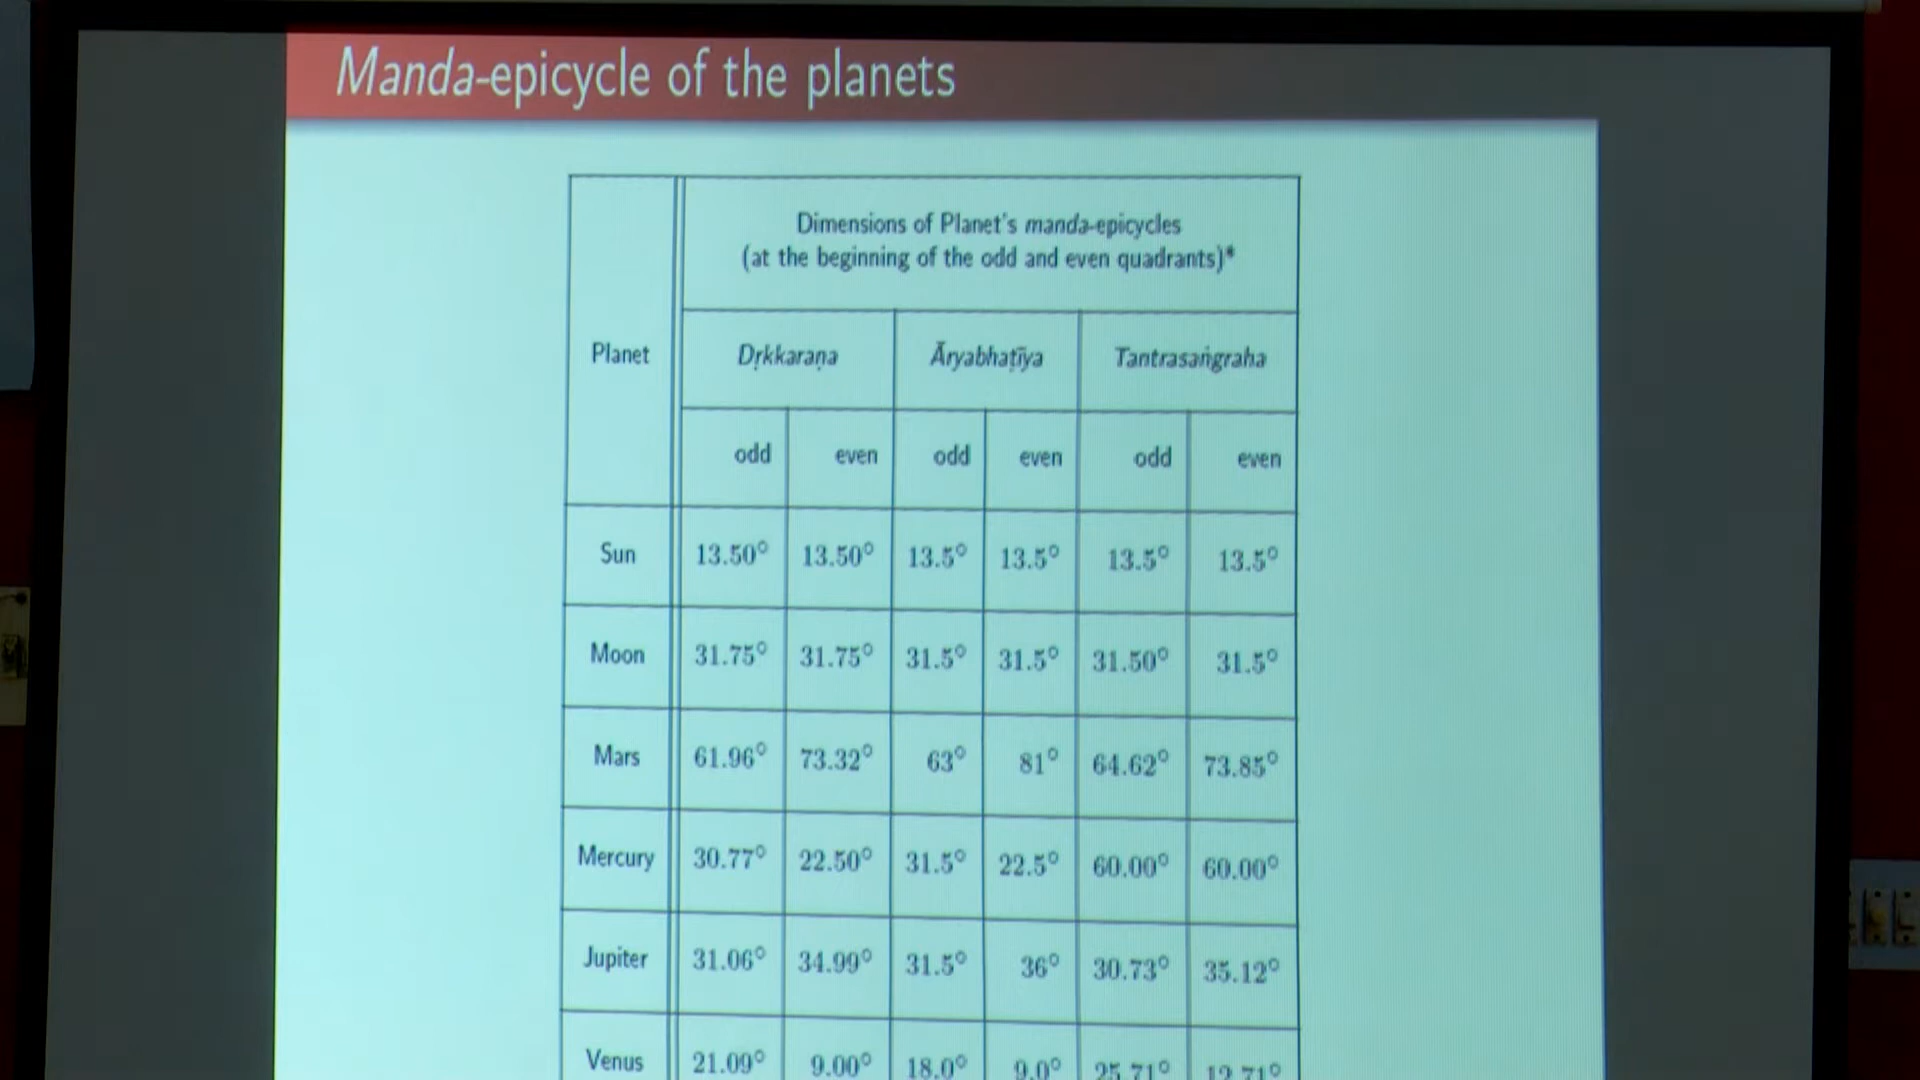 Manda-epicycle of the planets
Dimensions of Planet's manda-epicycles
(at the beginning of the odd and even quadrants)*
Planet Dṛkkaraṇa Āryabhaṭīya Tantrasaṅgraha
odd even odd even odd even
Sun 13.50° 13.50° 13.5° 13.5° 13.5° 13.5°
Moon 31.75° 31.75° 31.5° 31.5° 31.50° 31.5°
Mars 61.96° 73.32° 63° 81° 64.62° 73.85°
Mercury 30.77° 22.50° 31.5° 22.5° 60.00° 60.00°
Jupiter 31.06° 34.99° 31.5° 36° 30.73° 35.12°
Venus 21.09° 9.00° 18.0° 9.0° 25.71°